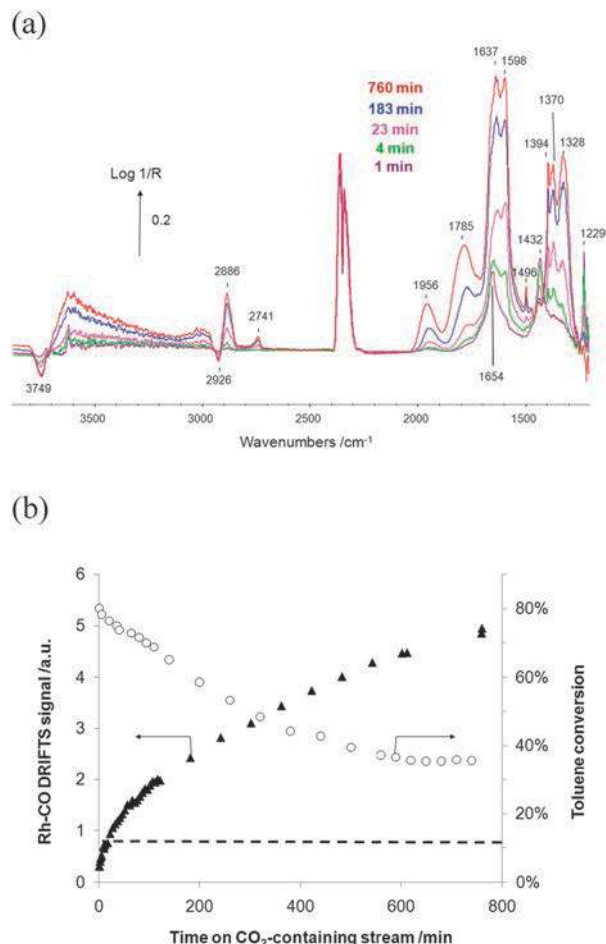 (a)
1637 1598
760 min
183 min
23 min
4 min
1 min
1370
1394 1328
Log 1/R
0.2
2886
2741
1956
1785
1432
1496
1229
3749
2926
1654
3500 3000 2500 2000 1500
Wavenumbers /cm-1
(b)
Rh-CO DRIFTS signal /a.u.
6
5
4
3
2
1
0
80%
60%
40%
20%
0%
Toluene conversion
0 200 400 600 800
Time on CO2-containing stream /min